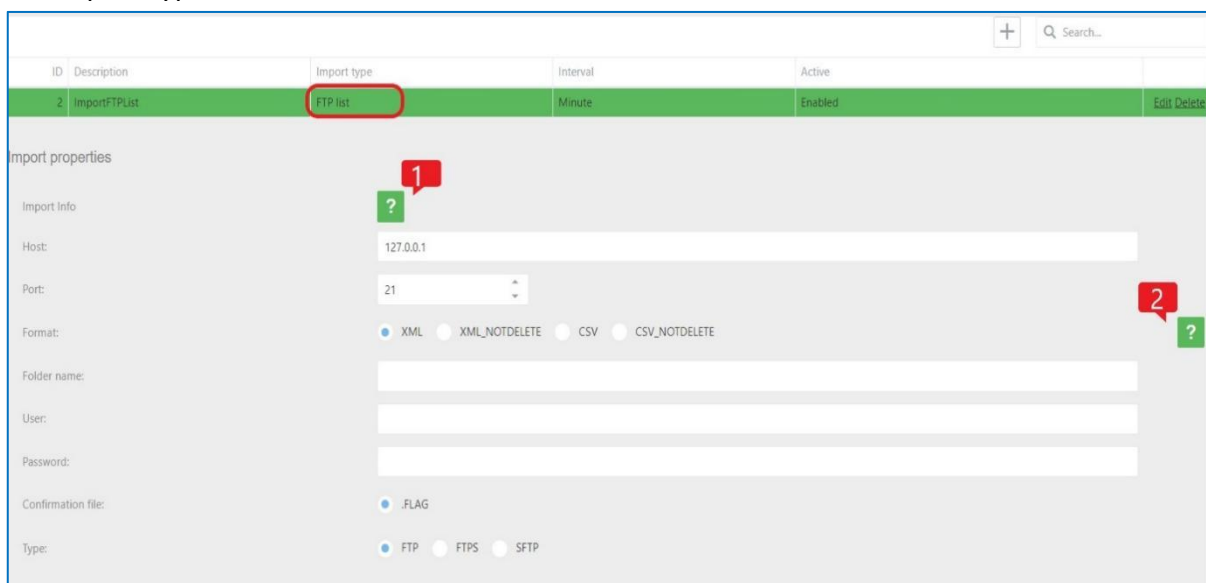 Search...
ID Description Import type Interval Active
2 ImportFTPList FTP list Minute Enabled Edit Delete
Import properties
1
Import Info ?
Host: 127.0.0.1
Port: 21
2
Format: XML XML_NOTDELETE CSV CSV_NOTDELETE ?
Folder name:
User:
Password:
Confirmation file: .FLAG
Type: FTP FTPS SFTP